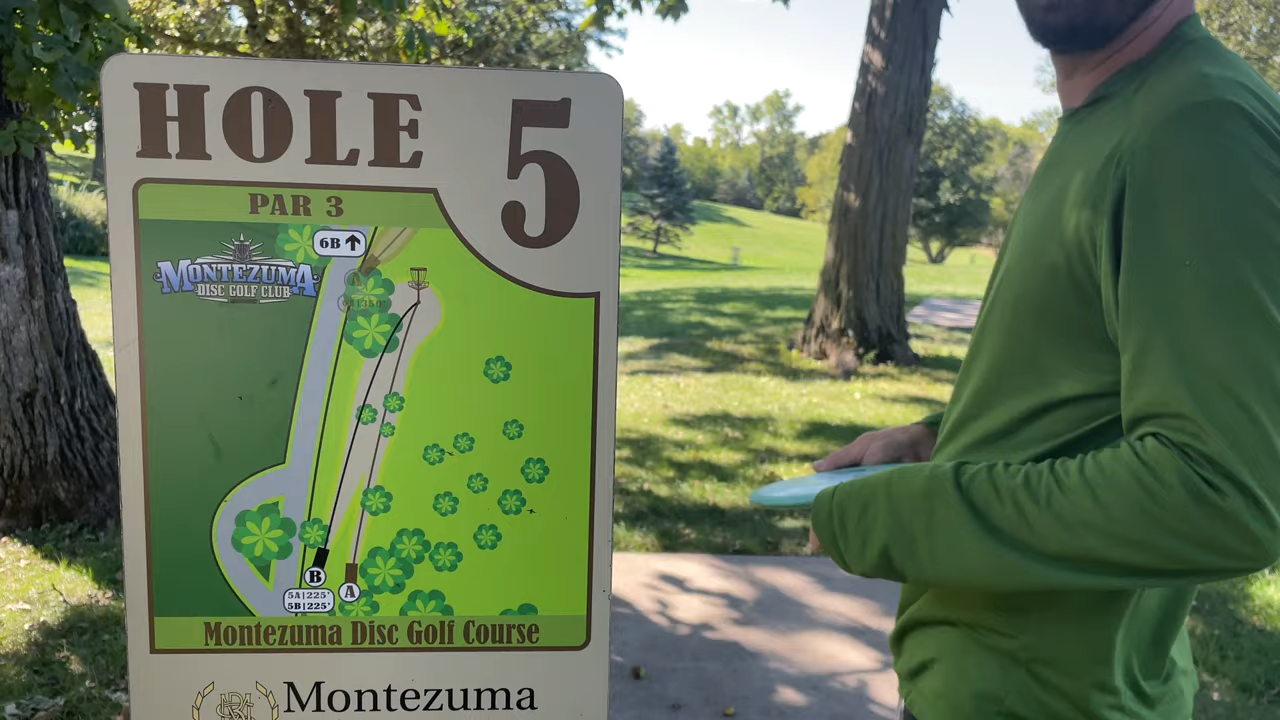 HOLE 5
PAR 3
6B
MONTEZUMA
DISC GOLF CLUB
B
A
5A|225'
5B|225'
Montezuma Disc Golf Course
Montezuma